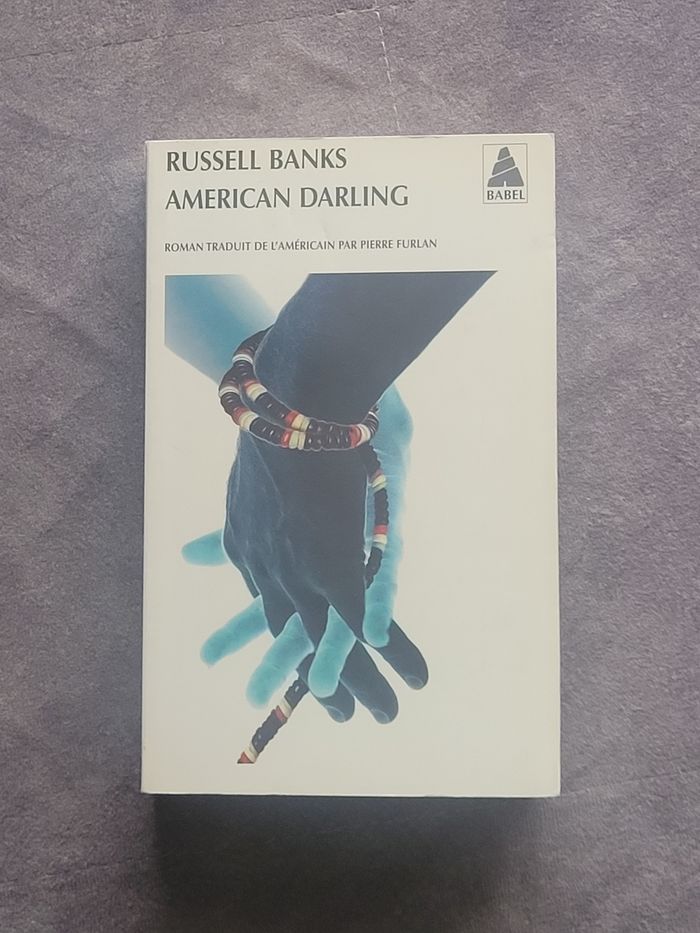 RUSSELL BANKS
AMERICAN DARLING
BABEL
ROMAN TRADUIT DE L'AMÉRICAIN PAR PIERRE FURLAN